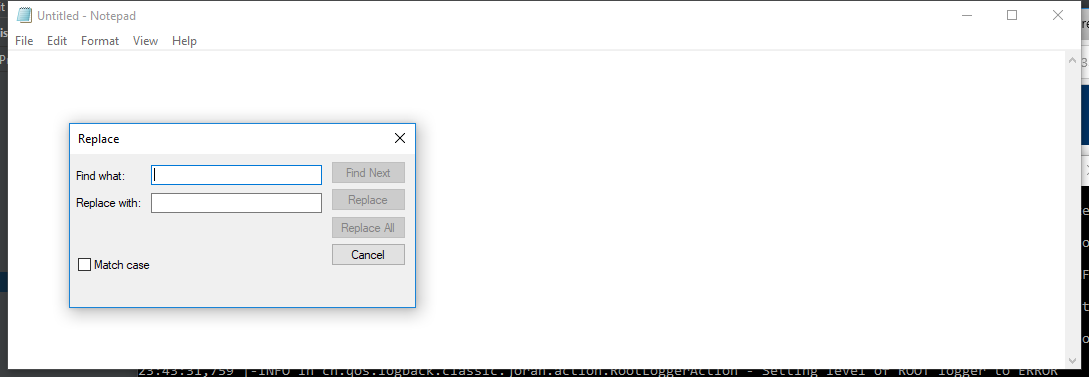 Untitled - Notepad
File Edit Format View Help
Replace
Find what:
Find Next
Replace with:
Replace
Replace All
Cancel
Match case
23:43:31,759 |-INFO in ch.qos.logback.classic.joran.action.RootLoggerAction - Setting level of ROOT logger to ERROR